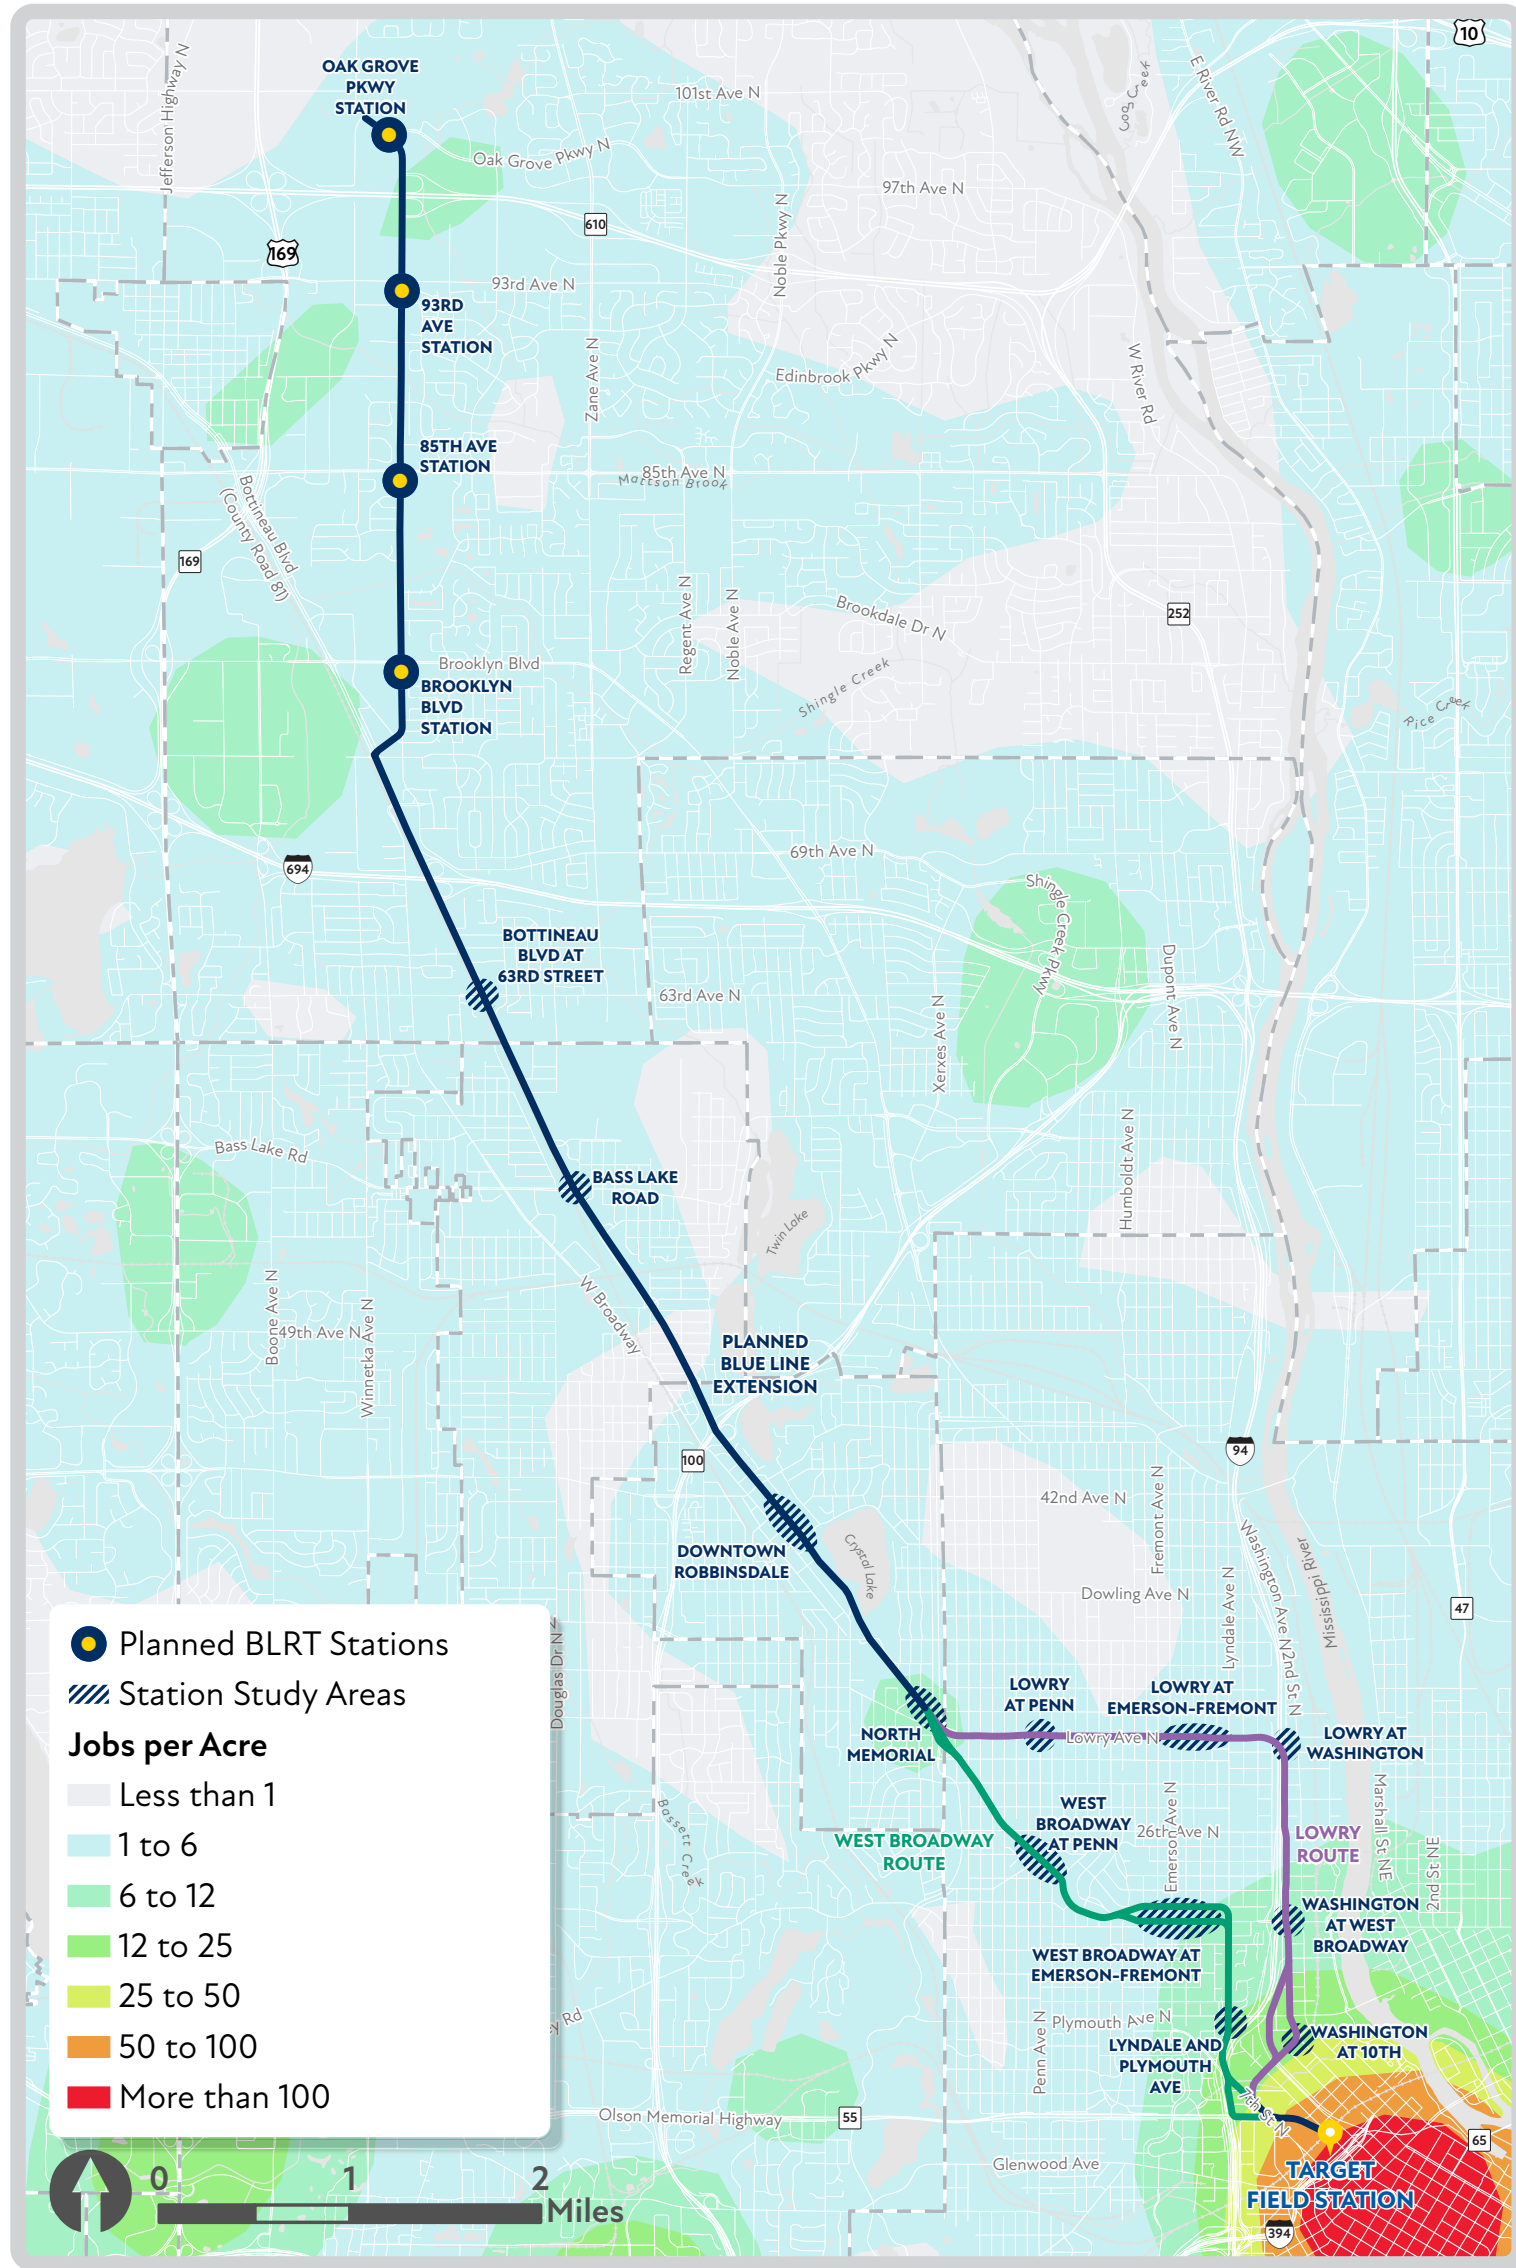 10
OAK GROVE
PKWY
STATION
Jefferson Highway N
101st Ave N
Coon Creek
E River Rd NW
Oak Grove Pkwy N
97th Ave N
610
169
Noble Pkwy N
93rd Ave N
93RD
AVE
STATION
Zane Ave N
Edinbrook Pkwy N
W River Rd
85TH AVE
STATION
85th Ave N
Mattson Brook
Bottineau Blvd
(County Road 81)
169
Regent Ave N
Noble Ave N
Brookdale Dr N
252
Brooklyn Blvd
BROOKLYN
BLVD
STATION
Shingle Creek
Rice Creek
694
69th Ave N
Shingle Creek Pkwy
BOTTINEAU
BLVD AT
63RD STREET
63rd Ave N
Xerxes Ave N
Dupont Ave N
Bass Lake Rd
BASS LAKE
ROAD
Humboldt Ave N
Twin Lake
Boone Ave N
49th Ave N
Winnetka Ave N
W Broadway
PLANNED
BLUE LINE
EXTENSION
100
94
42nd Ave N
Fremont Ave N
DOWNTOWN
ROBBINSDALE
Crystal Lake
Dowling Ave N
Lyndale Ave N
Washington Ave N
2nd St N
Mississippi River
47
Douglas Dr N
LOWRY
AT PENN
LOWRY AT
EMERSON-FREMONT
NORTH
MEMORIAL
Lowry Ave N
LOWRY AT
WASHINGTON
WEST
BROADWAY
AT PENN
Emerson Ave N
26th Ave N
WEST BROADWAY
ROUTE
LOWRY
ROUTE
Marshall St NE
2nd St NE
Bassett Creek
WASHINGTON
AT WEST
BROADWAY
WEST BROADWAY AT
EMERSON-FREMONT
Penn Ave N
Plymouth Ave N
LYNDALE AND
PLYMOUTH
AVE
WASHINGTON
AT 10TH
7th St N
Olson Memorial Highway
55
65
Glenwood Ave
TARGET
FIELD STATION
394
Planned BLRT Stations
Station Study Areas
Jobs per Acre
Less than 1
1 to 6
6 to 12
12 to 25
25 to 50
50 to 100
More than 100
0 1 2
Miles